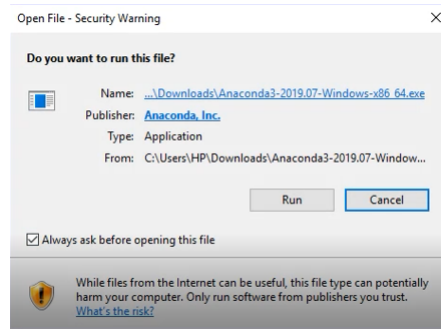 Open File - Security Warning
Do you want to run this file?
Name: ...\Downloads\Anaconda3-2019.07-Windows-x86_64.exe
Publisher: Anaconda, Inc.
Type: Application
From: C:\Users\HP\Downloads\Anaconda3-2019.07-Window...
Run Cancel
Always ask before opening this file
While files from the Internet can be useful, this file type can potentially
harm your computer. Only run software from publishers you trust.
What's the risk?